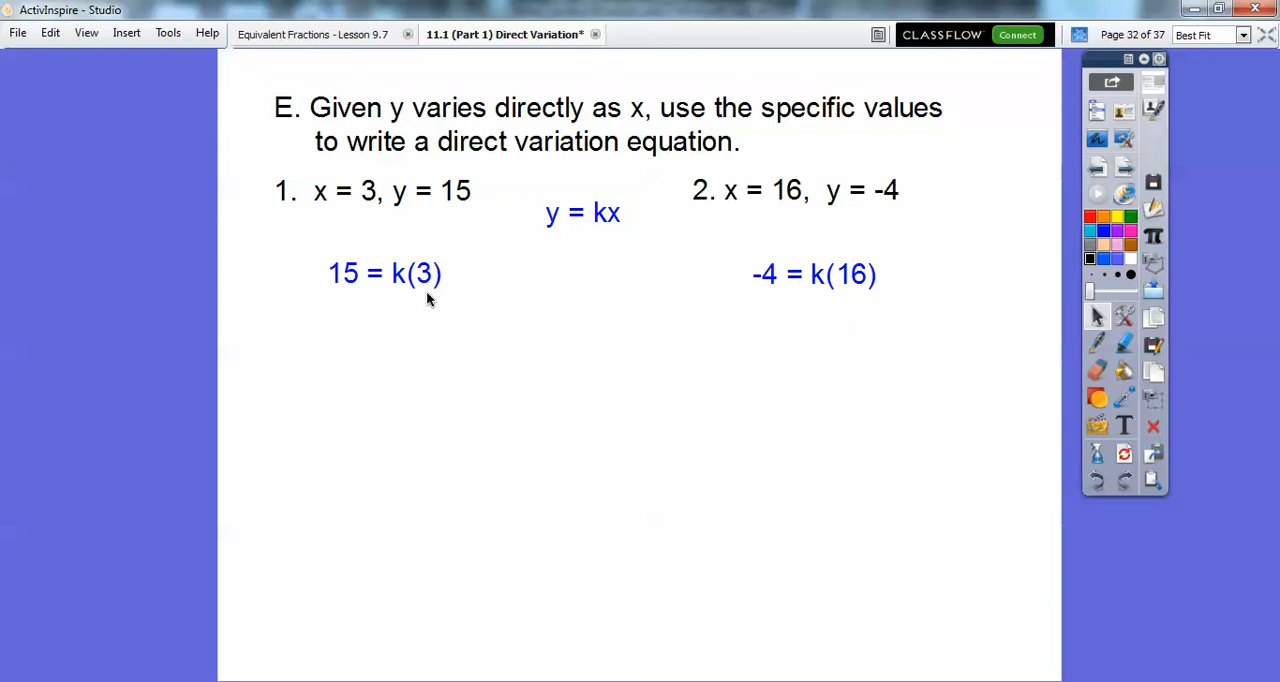 ActivInspire - Studio
File Edit View Insert Tools Help
Equivalent Fractions - Lesson 9.7
11.1 (Part 1) Direct Variation*
CLASSFLOW Connect
Page 32 of 37
Best Fit
E. Given y varies directly as x, use the specific values
to write a direct variation equation.
1. x = 3, y = 15
y = kx
2. x = 16, y = -4
15 = k(3)
-4 = k(16)